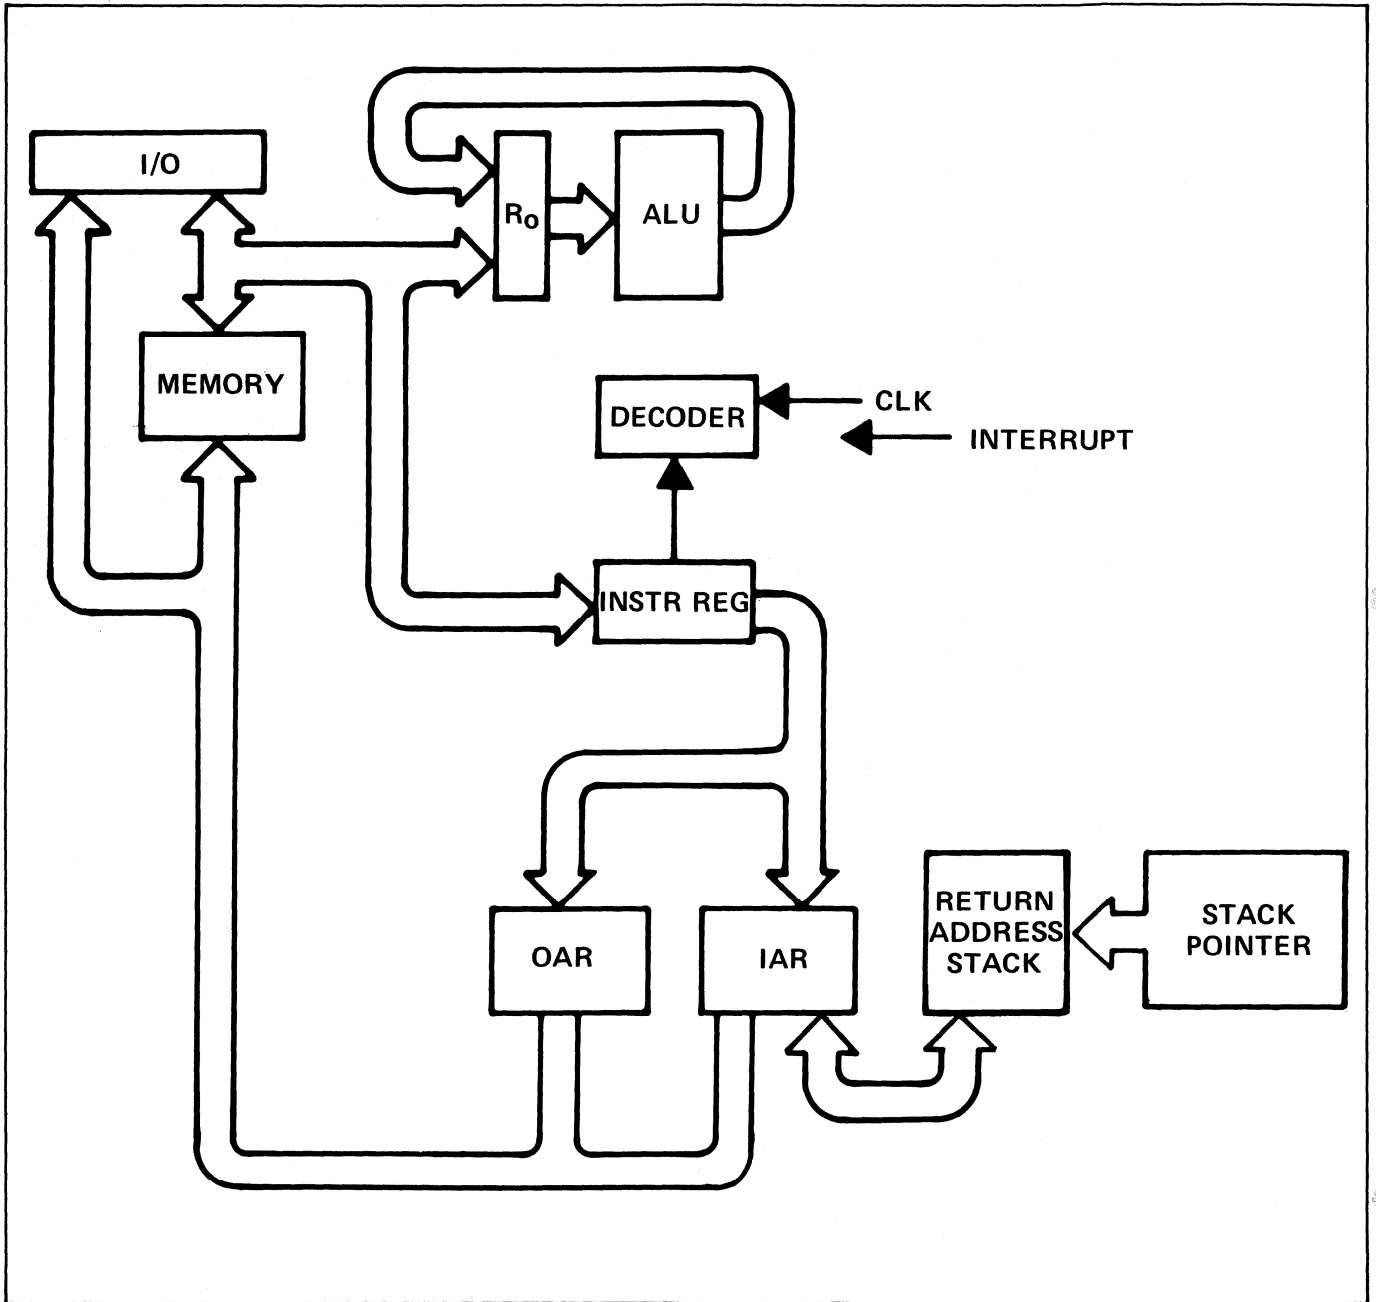 I/O
R₀
ALU
MEMORY
DECODER
CLK
INTERRUPT
INSTR REG
OAR
IAR
RETURN
ADDRESS
STACK
STACK
POINTER